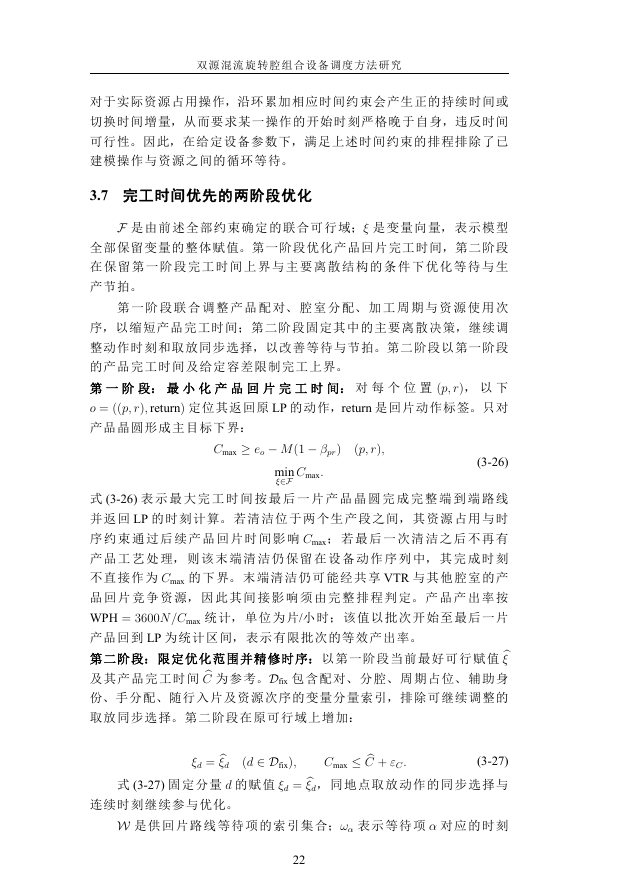 双源混流旋转腔组合设备调度方法研究
对于实际资源占用操作，沿环累加相应时间约束会产生正的持续时间或
切换时间增量，从而要求某一操作的开始时刻严格晚于自身，违反时间
可行性。因此，在给定设备参数下，满足上述时间约束的排程排除了已
建模操作与资源之间的循环等待。
3.7 完工时间优先的两阶段优化
F 是由前述全部约束确定的联合可行域；ξ 是变量向量，表示模型
全部保留变量的整体赋值。第一阶段优化产品回片完工时间，第二阶段
在保留第一阶段完工时间上界与主要离散结构的条件下优化等待与生
产节拍。
第一阶段联合调整产品配对、腔室分配、加工周期与资源使用次
序，以缩短产品完工时间；第二阶段固定其中的主要离散决策，继续调
整动作时刻和取放同步选择，以改善等待与节拍。第二阶段以第一阶段
的产品完工时间及给定容差限制完工上界。
第一阶段：最小化产品回片完工时间：对每个位置 (p, r)，以下
o = ((p, r), return) 定位其返回原 LP 的动作，return 是回片动作标签。只对
产品晶圆形成主目标下界：
C_max ≥ e_o − M(1 − β_pr) (p, r),
(3-26)
min_{ξ∈F} C_max.
式 (3-26) 表示最大完工时间按最后一片产品晶圆完成完整端到端路线
并返回 LP 的时刻计算。若清洁位于两个生产段之间，其资源占用与时
序约束通过后续产品回片时间影响 C_max；若最后一次清洁之后不再有
产品工艺处理，则该末端清洁仍保留在设备动作序列中，其完成时刻
不直接作为 C_max 的下界。末端清洁仍可能经共享 VTR 与其他腔室的产
品回片竞争资源，因此其间接影响须由完整排程判定。产品产出率按
WPH = 3600N/C_max 统计，单位为片/小时；该值以批次开始至最后一片
产品回到 LP 为统计区间，表示有限批次的等效产出率。
第二阶段：限定优化范围并精修时序：以第一阶段当前最好可行赋值 ξ̂
及其产品完工时间 Ĉ 为参考。D_fix 包含配对、分腔、周期占位、辅助身
份、手分配、随行入片及资源次序的变量分量索引，排除可继续调整的
取放同步选择。第二阶段在原可行域上增加：
ξ_d = ξ̂_d (d ∈ D_fix), C_max ≤ Ĉ + ε_C. (3-27)
式 (3-27) 固定分量 d 的赋值 ξ_d = ξ̂_d，同地点取放动作的同步选择与
连续时刻继续参与优化。
W 是供回片路线等待项的索引集合；ω_α 表示等待项 α 对应的时刻
22